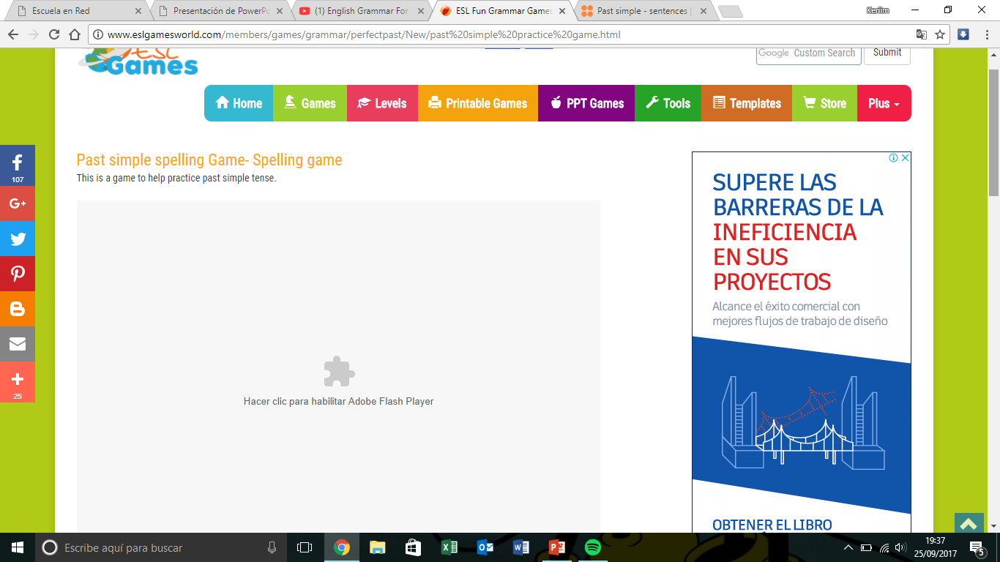 Escuela en Red
Presentación de PowerPo
(1) English Grammar For
ESL Fun Grammar Games
Past simple - sentences |
Keriim
www.eslgamesworld.com/members/games/grammar/perfectpast/New/past%20simple%20practice%20game.html
ESL
Games
Google Custom Search
Submit
Home
Games
Levels
Printable Games
PPT Games
Tools
Templates
Store
Plus
Past simple spelling Game- Spelling game
This is a game to help practice past simple tense.
107
G+
25
Hacer clic para habilitar Adobe Flash Player
SUPERE LAS
BARRERAS DE LA
INEFICIENCIA
EN SUS
PROYECTOS
Alcance el éxito comercial con
mejores flujos de trabajo de diseño
OBTENER EL LIBRO
Escribe aquí para buscar
19:37
25/09/2017
5